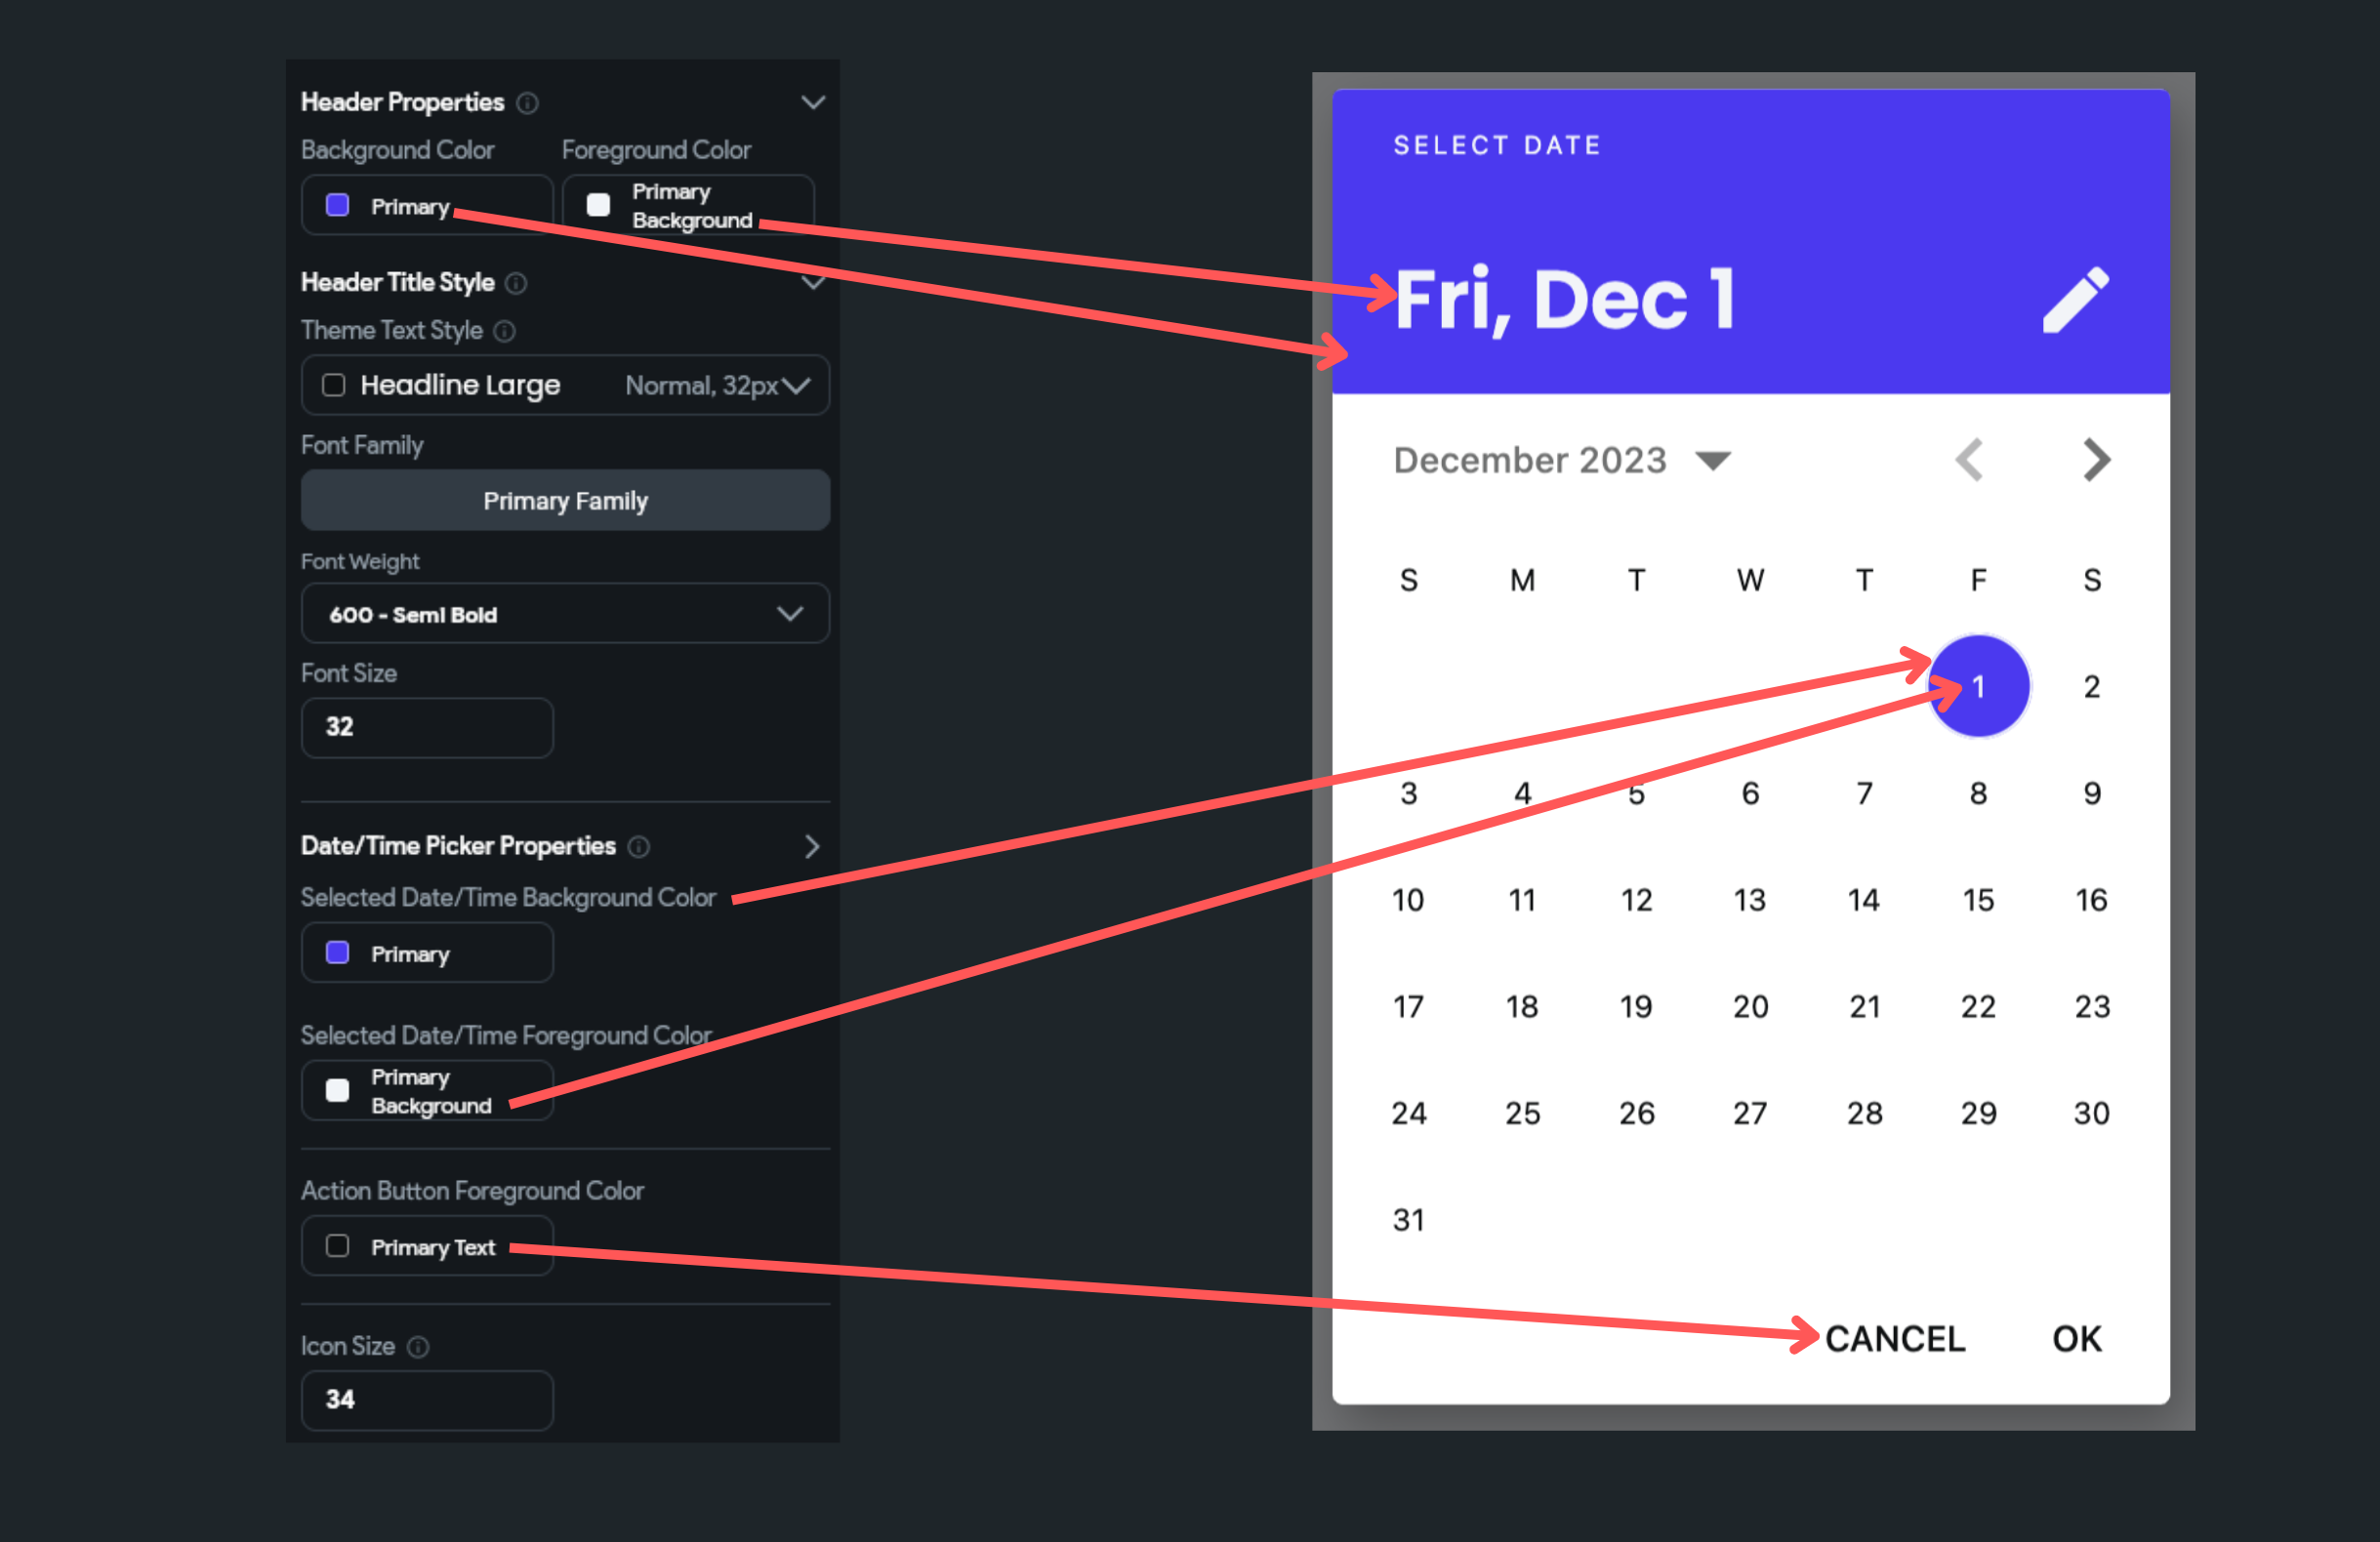 Header Properties
Background Color
Foreground Color
Primary
Primary
Background
Header Title Style
Theme Text Style
Headline Large
Normal, 32px
Font Family
Primary Family
Font Weight
600 - Semi Bold
Font Size
32
Date/Time Picker Properties
Selected Date/Time Background Color
Primary
Selected Date/Time Foreground Color
Primary
Background
Action Button Foreground Color
Primary Text
Icon Size
34
SELECT DATE
Fri, Dec 1
December 2023
S M T W T F S
1 2
3 4 5 6 7 8 9
10 11 12 13 14 15 16
17 18 19 20 21 22 23
24 25 26 27 28 29 30
31
CANCEL OK